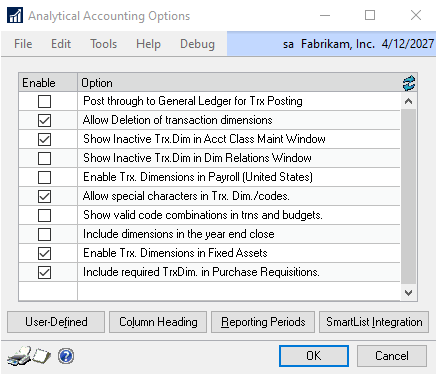 Analytical Accounting Options
File Edit Tools Help Debug sa Fabrikam, Inc. 4/12/2027
Enable Option
Post through to General Ledger for Trx Posting
Allow Deletion of transaction dimensions
Show Inactive Trx.Dim in Acct Class Maint Window
Show Inactive Trx.Dim in Dim Relations Window
Enable Trx. Dimensions in Payroll (United States)
Allow special characters in Trx. Dim./codes.
Show valid code combinations in trns and budgets.
Include dimensions in the year end close
Enable Trx. Dimensions in Fixed Assets
Include required TrxDim. in Purchase Requisitions.
User-Defined Column Heading Reporting Periods SmartList Integration
OK Cancel